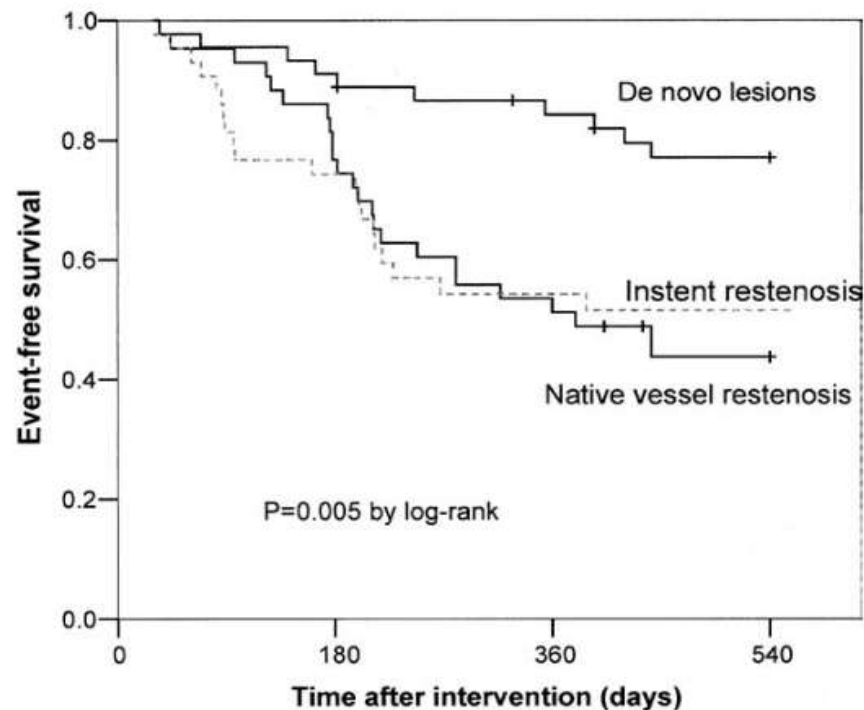 1.0
De novo lesions
0.8
Event-free survival
0.6
Instent restenosis
0.4
Native vessel restenosis
0.2
P=0.005 by log-rank
0.0
0 180 360 540
Time after intervention (days)